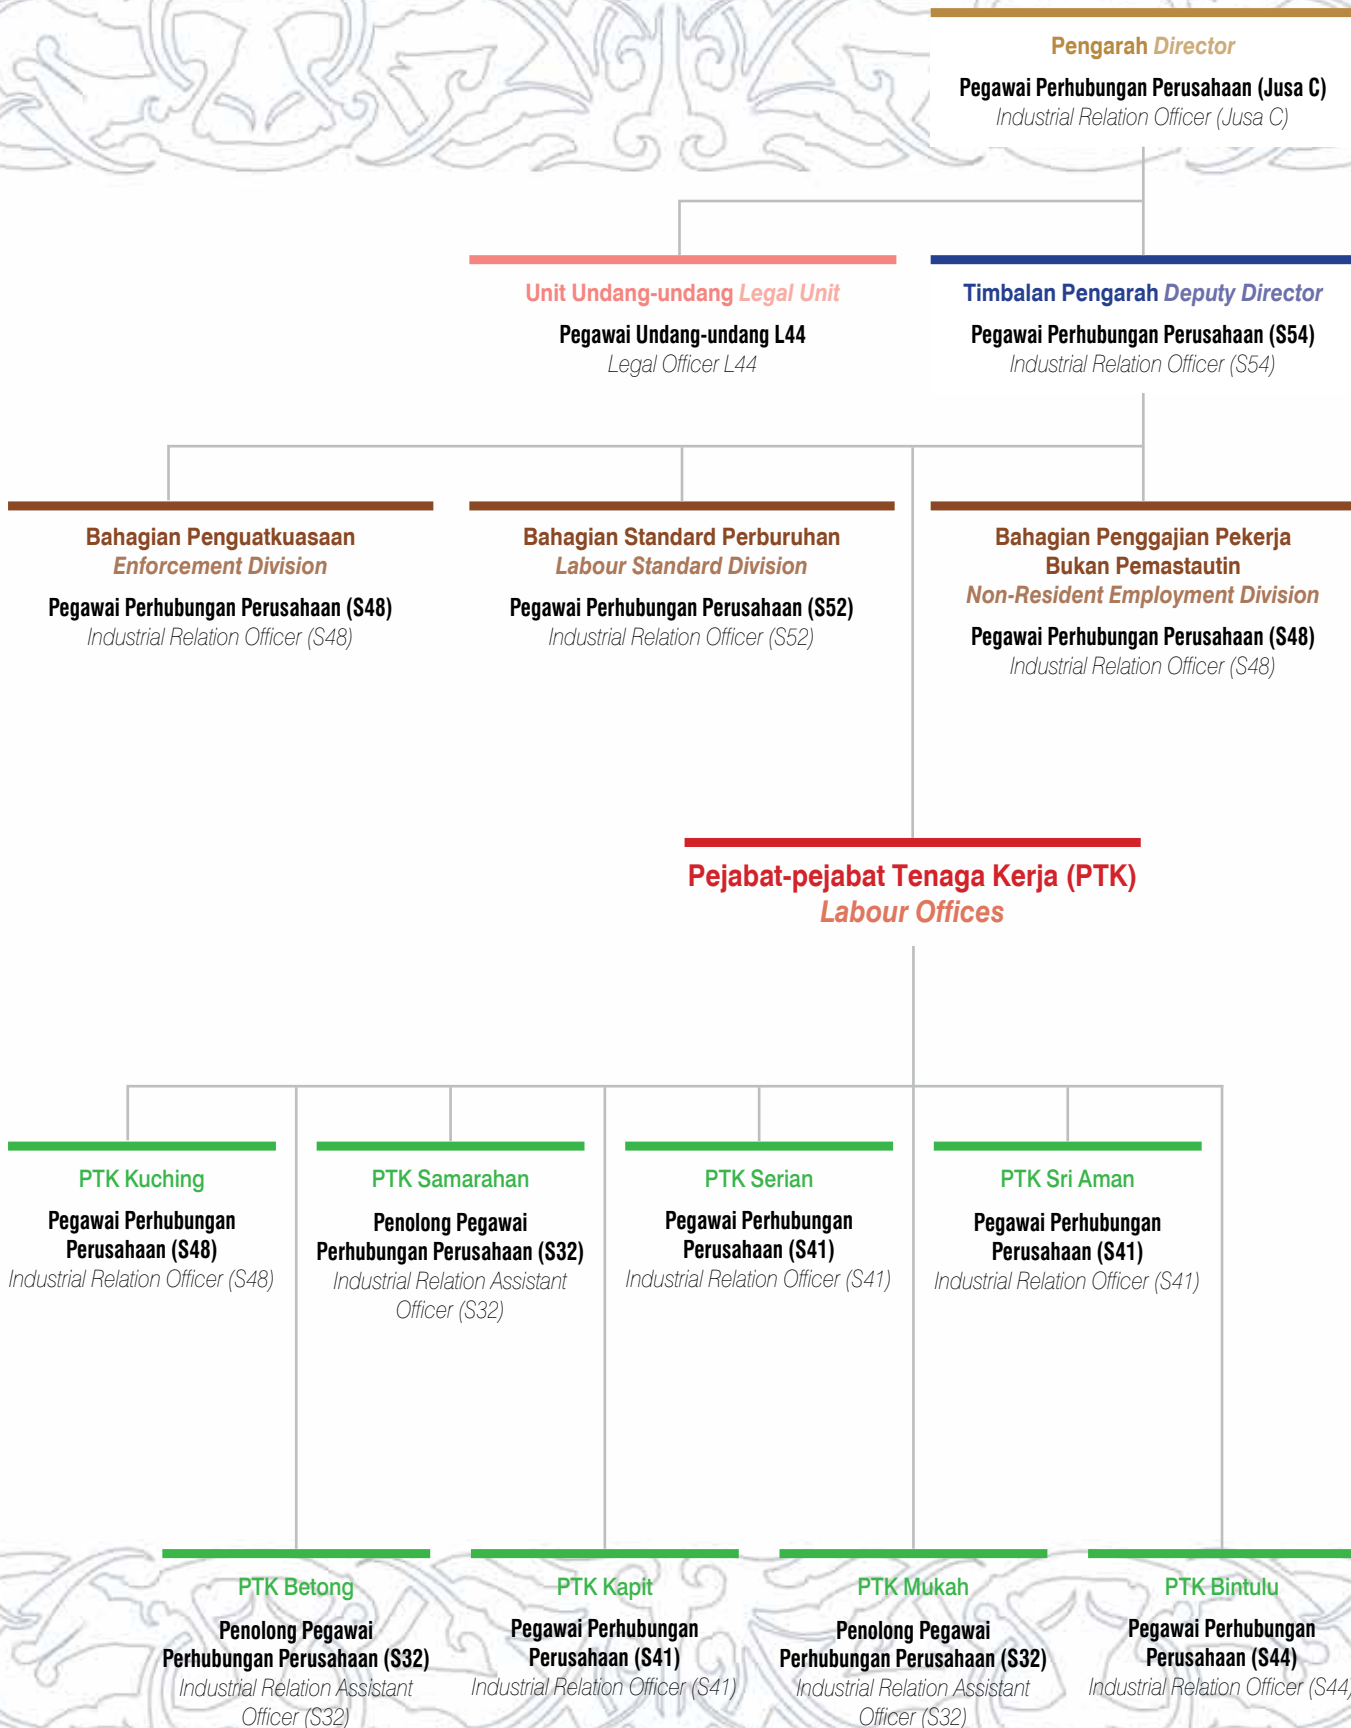 Pengarah Director
Pegawai Perhubungan Perusahaan (Jusa C)
Industrial Relation Officer (Jusa C)
Unit Undang-undang Legal Unit
Pegawai Undang-undang L44
Legal Officer L44
Timbalan Pengarah Deputy Director
Pegawai Perhubungan Perusahaan (S54)
Industrial Relation Officer (S54)
Bahagian Penguatkuasaan
Enforcement Division
Pegawai Perhubungan Perusahaan (S48)
Industrial Relation Officer (S48)
Bahagian Standard Perburuhan
Labour Standard Division
Pegawai Perhubungan Perusahaan (S52)
Industrial Relation Officer (S52)
Bahagian Penggajian Pekerja
Bukan Pemastautin
Non-Resident Employment Division
Pegawai Perhubungan Perusahaan (S48)
Industrial Relation Officer (S48)
Pejabat-pejabat Tenaga Kerja (PTK)
Labour Offices
PTK Kuching
Pegawai Perhubungan
Perusahaan (S48)
Industrial Relation Officer (S48)
PTK Samarahan
Penolong Pegawai
Perhubungan Perusahaan (S32)
Industrial Relation Assistant
Officer (S32)
PTK Serian
Pegawai Perhubungan
Perusahaan (S41)
Industrial Relation Officer (S41)
PTK Sri Aman
Pegawai Perhubungan
Perusahaan (S41)
Industrial Relation Officer (S41)
PTK Betong
Penolong Pegawai
Perhubungan Perusahaan (S32)
Industrial Relation Assistant
Officer (S32)
PTK Kapit
Pegawai Perhubungan
Perusahaan (S41)
Industrial Relation Officer (S41)
PTK Mukah
Penolong Pegawai
Perhubungan Perusahaan (S32)
Industrial Relation Assistant
Officer (S32)
PTK Bintulu
Pegawai Perhubungan
Perusahaan (S44)
Industrial Relation Officer (S44)